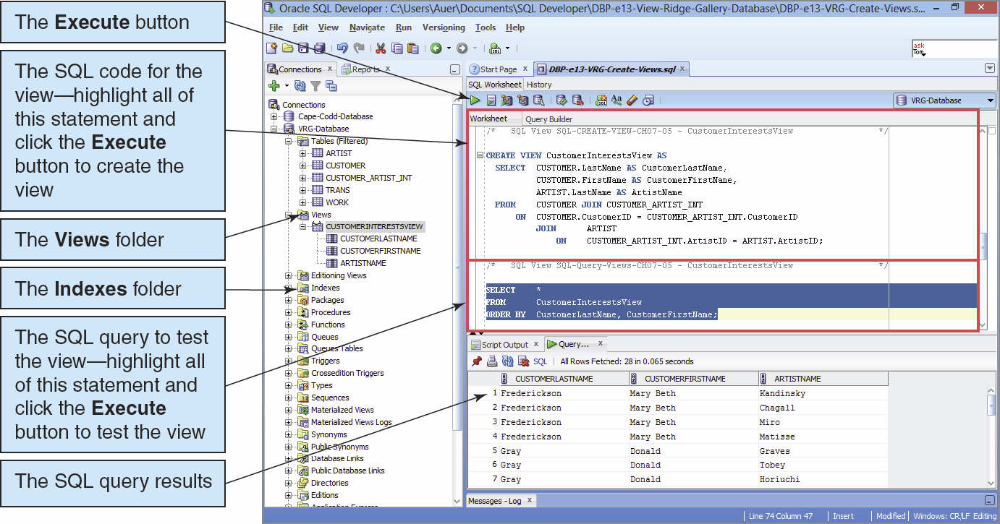 The Execute button
The SQL code for the
view—highlight all of
this statement and
click the Execute
button to create the
view
The Views folder
The Indexes folder
The SQL query to test
the view—highlight all
of this statement and
click the Execute
button to test the view
The SQL query results
Oracle SQL Developer : C:\Users\Auer\Documents\SQL Developer\DBP-e13-View-Ridge-Gallery-Database\DBP-e13-VRG-Create-Views.s...
File Edit View Navigate Run Versioning Tools Help
ask
Tom
Connections x Reports x
Connections
Cape-Codd-Database
VRG-Database
Tables (Filtered)
ARTIST
CUSTOMER
CUSTOMER_ARTIST_INT
TRANS
WORK
Views
CUSTOMERINTERESTSVIEW
CUSTOMERLASTNAME
CUSTOMERFIRSTNAME
ARTISTNAME
Editioning Views
Indexes
Packages
Procedures
Functions
Queues
Queues Tables
Triggers
Crossedition Triggers
Types
Sequences
Materialized Views
Materialized Views Logs
Synonyms
Public Synonyms
Database Links
Public Database Links
Directories
Editions
Application Express
Start Page x DBP-e13-VRG-Create-Views.sql x
SQL Worksheet History
VRG-Database
Worksheet Query Builder
/* SQL View SQL-CREATE-VIEW-CH07-05 - CustomerInterestsView */
CREATE VIEW CustomerInterestsView AS
SELECT CUSTOMER.LastName AS CustomerLastName,
CUSTOMER.FirstName AS CustomerFirstName,
ARTIST.LastName AS ArtistName
FROM CUSTOMER JOIN CUSTOMER_ARTIST_INT
ON CUSTOMER.CustomerID = CUSTOMER_ARTIST_INT.CustomerID
JOIN ARTIST
ON CUSTOMER_ARTIST_INT.ArtistID = ARTIST.ArtistID;
/* SQL View SQL-Query-Views-CH07-05 - CustomerInterestsView */
SELECT *
FROM CustomerInterestsView
ORDER BY CustomerLastName, CustomerFirstName;
Script Output x Query... x
SQL | All Rows Fetched: 28 in 0.065 seconds
CUSTOMERLASTNAME CUSTOMERFIRSTNAME ARTISTNAME
1 Frederickson Mary Beth Kandinsky
2 Frederickson Mary Beth Chagall
3 Frederickson Mary Beth Miro
4 Frederickson Mary Beth Matisse
5 Gray Donald Graves
6 Gray Donald Tobey
7 Gray Donald Horiuchi
Messages - Log x
Line 74 Column 47 | Insert | Modified | Windows: CR/LF Editing